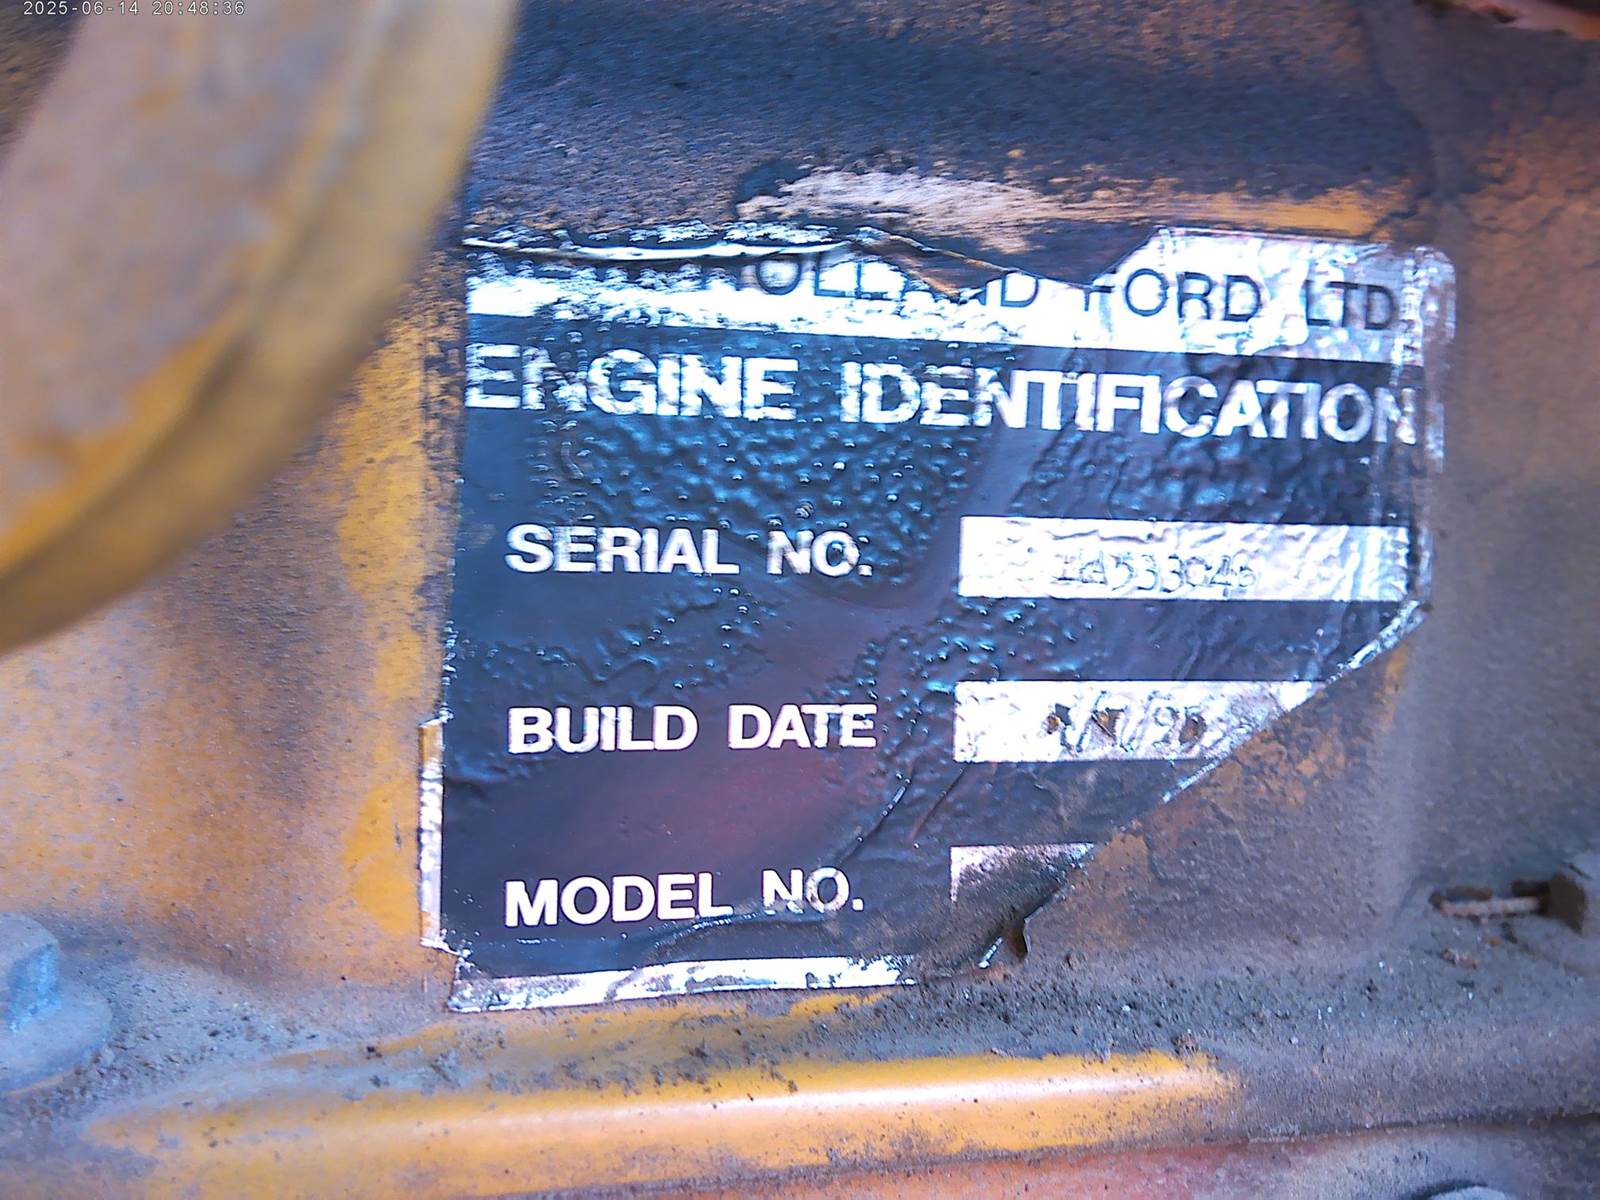 2025-06-14 20:48:36
FORD LTD
ENGINE IDENTIFICATION
SERIAL NO.
BUILD DATE
MODEL NO.